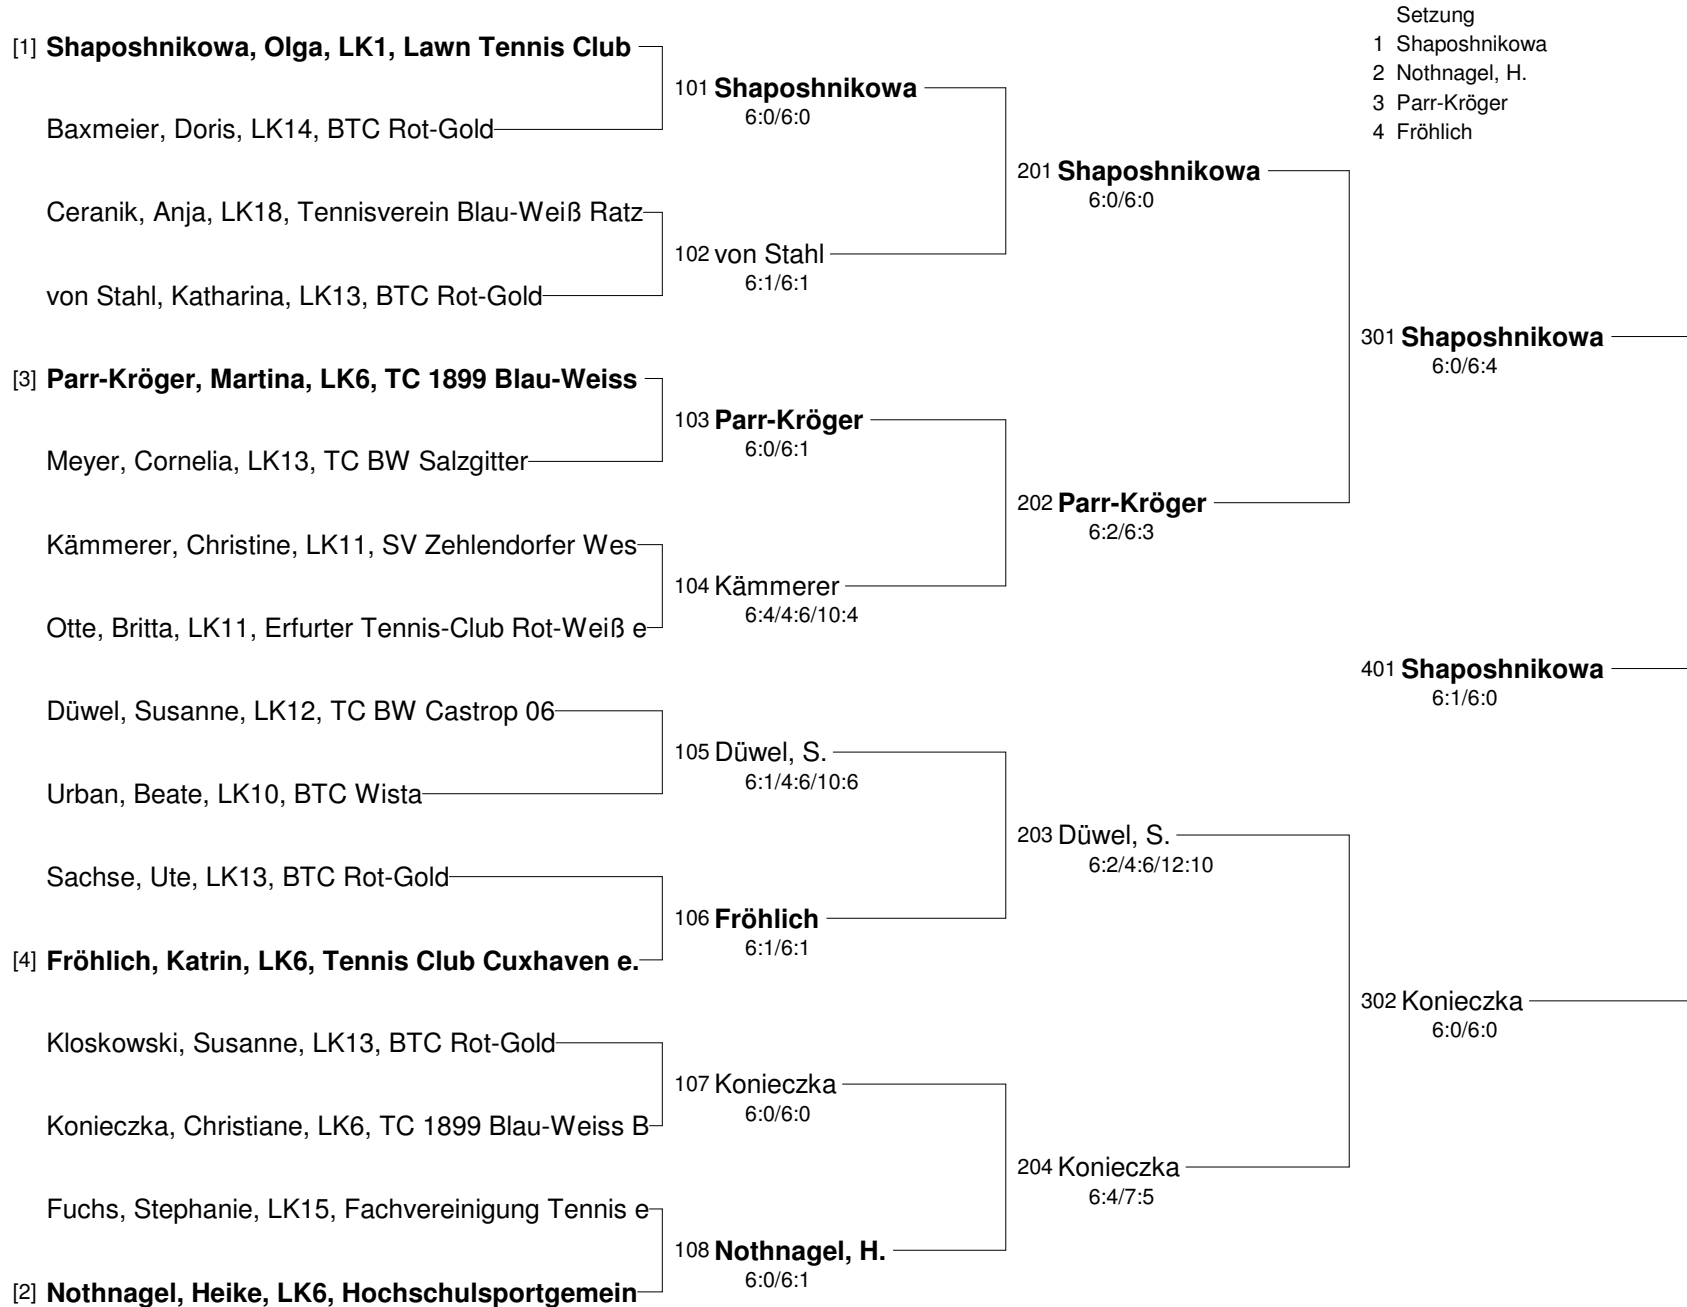 Setzung
1 Shaposhnikowa
2 Nothnagel, H.
3 Parr-Kröger
4 Fröhlich
[1] Shaposhnikowa, Olga, LK1, Lawn Tennis Club
101 Shaposhnikowa
6:0/6:0
Baxmeier, Doris, LK14, BTC Rot-Gold
201 Shaposhnikowa
6:0/6:0
Ceranik, Anja, LK18, Tennisverein Blau-Weiß Ratz
102 von Stahl
6:1/6:1
von Stahl, Katharina, LK13, BTC Rot-Gold
301 Shaposhnikowa
6:0/6:4
[3] Parr-Kröger, Martina, LK6, TC 1899 Blau-Weiss
103 Parr-Kröger
6:0/6:1
Meyer, Cornelia, LK13, TC BW Salzgitter
202 Parr-Kröger
6:2/6:3
Kämmerer, Christine, LK11, SV Zehlendorfer Wes
104 Kämmerer
6:4/4:6/10:4
Otte, Britta, LK11, Erfurter Tennis-Club Rot-Weiß e
401 Shaposhnikowa
6:1/6:0
Düwel, Susanne, LK12, TC BW Castrop 06
105 Düwel, S.
6:1/4:6/10:6
Urban, Beate, LK10, BTC Wista
203 Düwel, S.
6:2/4:6/12:10
Sachse, Ute, LK13, BTC Rot-Gold
106 Fröhlich
6:1/6:1
[4] Fröhlich, Katrin, LK6, Tennis Club Cuxhaven e.
302 Konieczka
6:0/6:0
Kloskowski, Susanne, LK13, BTC Rot-Gold
107 Konieczka
6:0/6:0
Konieczka, Christiane, LK6, TC 1899 Blau-Weiss B
204 Konieczka
6:4/7:5
Fuchs, Stephanie, LK15, Fachvereinigung Tennis e
108 Nothnagel, H.
6:0/6:1
[2] Nothnagel, Heike, LK6, Hochschulsportgemein